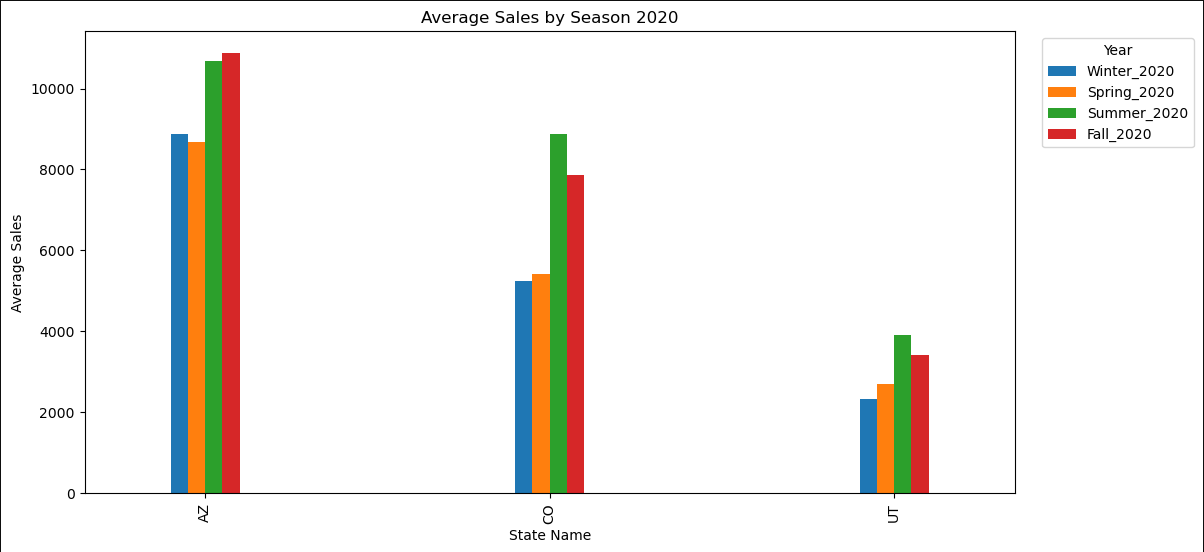 Average Sales by Season 2020
Year
Winter_2020
Spring_2020
Summer_2020
Fall_2020
Average Sales
10000
8000
6000
4000
2000
0
AZ
CO
UT
State Name